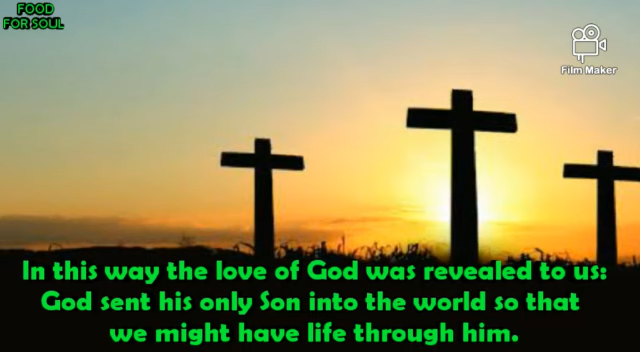 FOOD
FOR SOUL
Film Maker
In this way the love of God was revealed to us:
God sent his only Son into the world so that
we might have life through him.